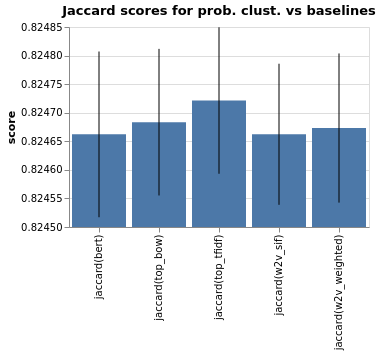 Jaccard scores for prob. clust. vs baselines
0.82485
0.82480
0.82475
0.82470
0.82465
0.82460
0.82455
0.82450
score
jaccard(bert)
jaccard(top_bow)
jaccard(top_tfidf)
jaccard(w2v_sif)
jaccard(w2v_weighted)